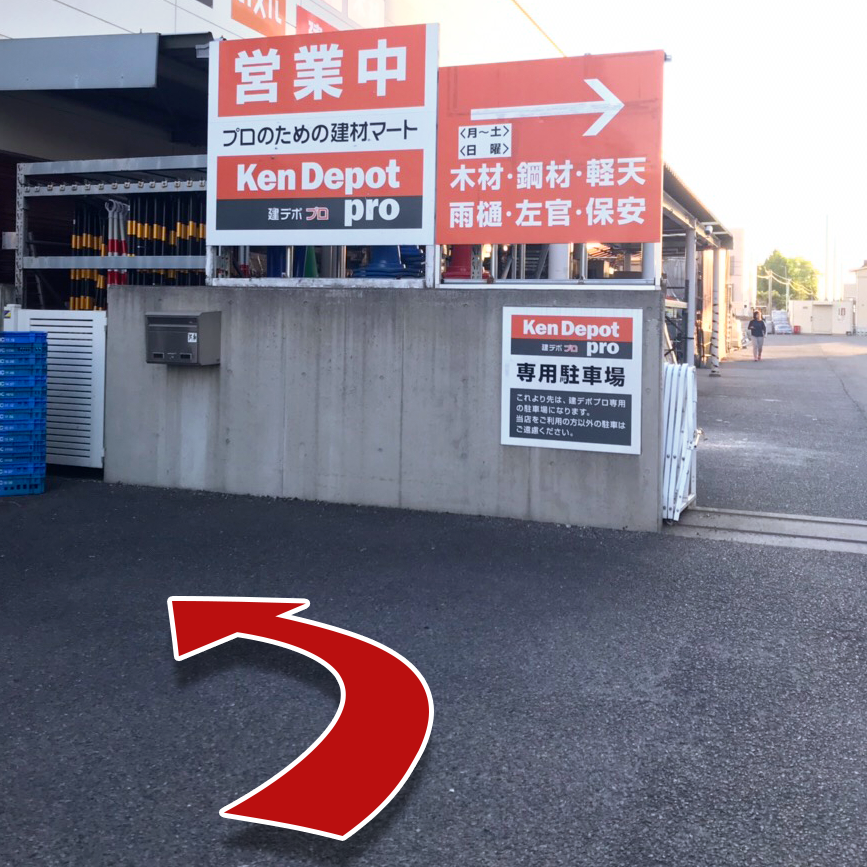 営業中
プロのための建材マート
Ken Depot
建デポ プロ pro
〈月～土〉
〈日 曜〉
木材・鋼材・軽天
雨樋・左官・保安
Ken Depot
建デポ プロ pro
専用駐車場
これより先は、建デポプロ専用
の駐車場になります。
当店をご利用の方以外の駐車は
ご遠慮ください。